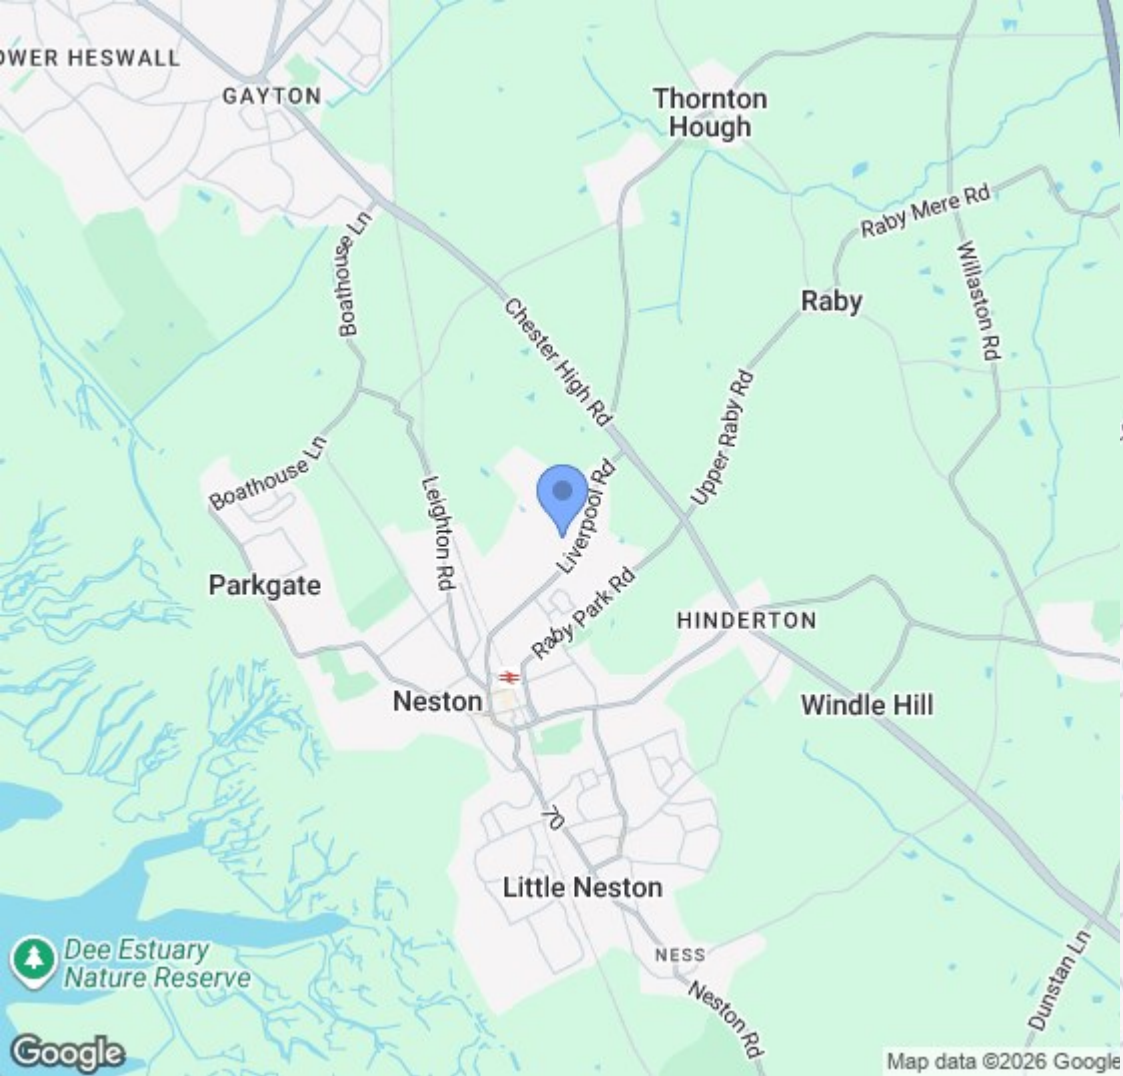 OWER HESWALL
GAYTON
Thornton
Hough
Raby Mere Rd
Boathouse Ln
Willaston Rd
Raby
Chester High Rd
Upper Raby Rd
Boathouse Ln
Leighton Rd
Liverpool Rd
Parkgate
Raby Park Rd
HINDERTON
Neston
Windle Hill
70
Little Neston
Dee Estuary
Nature Reserve
NESS
Dunstan Ln
Neston Rd
Google
Map data ©2026 Google